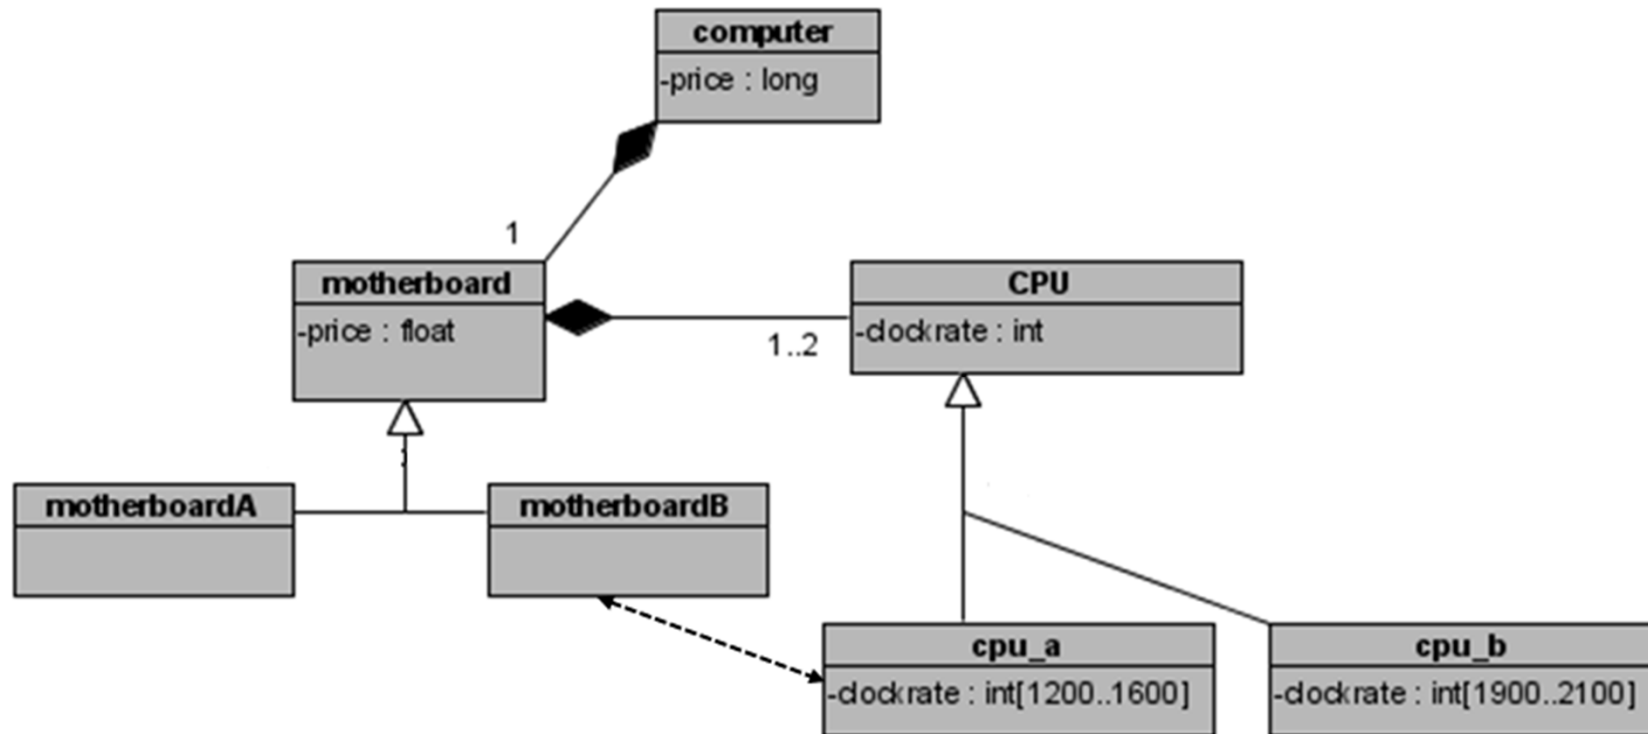 computer
-price : long
1
motherboard
-price : float
CPU
-clockrate : int
1..2
motherboardA
motherboardB
cpu_a
-clockrate : int[1200..1600]
cpu_b
-clockrate : int[1900..2100]